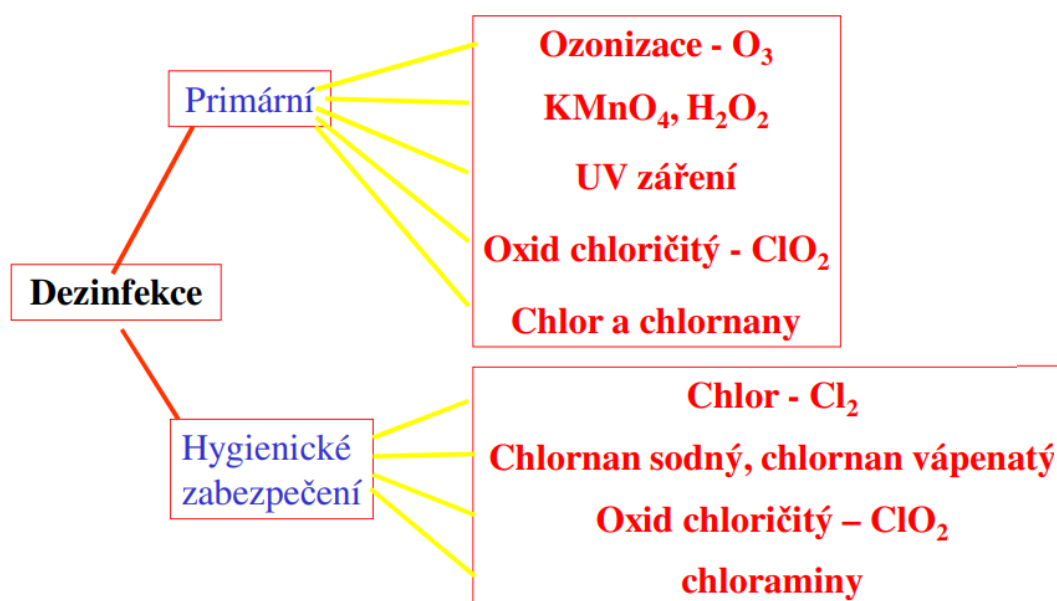 Ozonizace - O₃
Primární
KMnO₄, H₂O₂
UV záření
Oxid chloričitý - ClO₂
Dezinfekce
Chlor a chlornany
Chlor - Cl₂
Hygienické
zabezpečení
Chlornan sodný, chlornan vápenatý
Oxid chloričitý – ClO₂
chloraminy